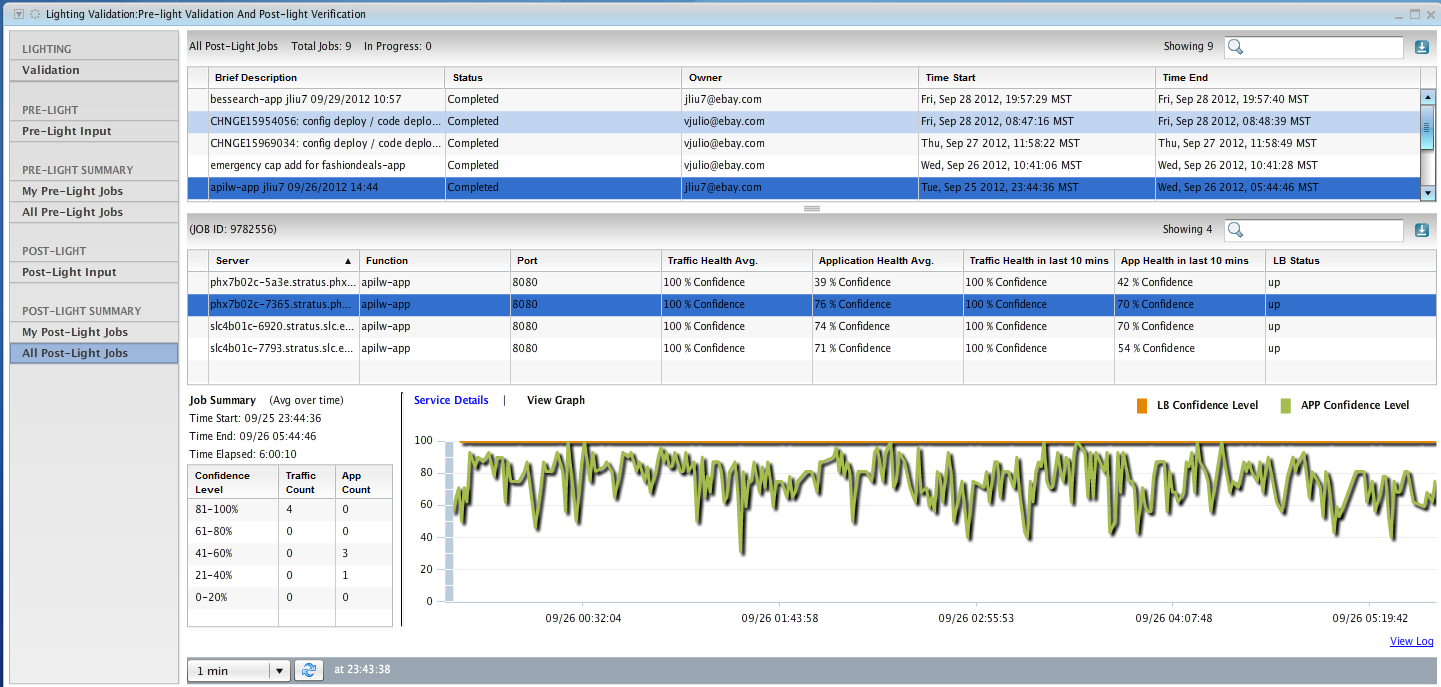 Lighting Validation:Pre-light Validation And Post-light Verification
LIGHTING
Validation
PRE-LIGHT
Pre-Light Input
PRE-LIGHT SUMMARY
My Pre-Light Jobs
All Pre-Light Jobs
POST-LIGHT
Post-Light Input
POST-LIGHT SUMMARY
My Post-Light Jobs
All Post-Light Jobs
All Post-Light Jobs Total Jobs: 9 In Progress: 0 Showing 9
Brief Description Status Owner Time Start Time End
bessearch-app jliu7 09/29/2012 10:57 Completed jliu7@ebay.com Fri, Sep 28 2012, 19:57:29 MST Fri, Sep 28 2012, 19:57:40 MST
CHNGE15954056: config deploy / code deplo... Completed vjulio@ebay.com Fri, Sep 28 2012, 08:47:16 MST Fri, Sep 28 2012, 08:48:39 MST
CHNGE15969034: config deploy / code deplo... Completed vjulio@ebay.com Thu, Sep 27 2012, 11:58:22 MST Thu, Sep 27 2012, 11:58:49 MST
emergency cap add for fashiondeals-app Completed vjulio@ebay.com Wed, Sep 26 2012, 10:41:06 MST Wed, Sep 26 2012, 10:41:28 MST
apilw-app jliu7 09/26/2012 14:44 Completed jliu7@ebay.com Tue, Sep 25 2012, 23:44:36 MST Wed, Sep 26 2012, 05:44:46 MST
(JOB ID: 9782556) Showing 4
Server Function Port Traffic Health Avg. Application Health Avg. Traffic Health in last 10 mins App Health in last 10 mins LB Status
phx7b02c-5a3e.stratus.phx... apilw-app 8080 100 % Confidence 39 % Confidence 100 % Confidence 42 % Confidence up
phx7b02c-7365.stratus.ph... apilw-app 8080 100 % Confidence 76 % Confidence 100 % Confidence 70 % Confidence up
slc4b01c-6920.stratus.slc.e... apilw-app 8080 100 % Confidence 74 % Confidence 100 % Confidence 70 % Confidence up
slc4b01c-7793.stratus.slc.e... apilw-app 8080 100 % Confidence 71 % Confidence 100 % Confidence 54 % Confidence up
Job Summary (Avg over time)
Time Start: 09/25 23:44:36
Time End: 09/26 05:44:46
Time Elapsed: 6:00:10
Confidence Level Traffic Count App Count
81-100% 4 0
61-80% 0 0
41-60% 0 3
21-40% 0 1
0-20% 0 0
Service Details | View Graph
LB Confidence Level APP Confidence Level
100
80
60
40
20
0
09/26 00:32:04 09/26 01:43:58 09/26 02:55:53 09/26 04:07:48 09/26 05:19:42
View Log
1 min at 23:43:38